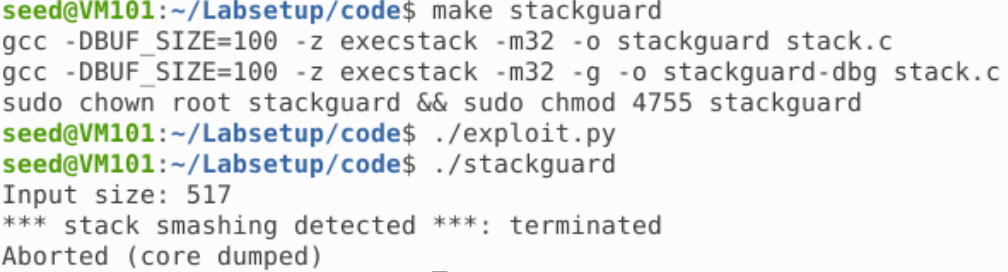 seed@VM101:~/Labsetup/code$ make stackguard
gcc -DBUF_SIZE=100 -z execstack -m32 -o stackguard stack.c
gcc -DBUF_SIZE=100 -z execstack -m32 -g -o stackguard-dbg stack.c
sudo chown root stackguard && sudo chmod 4755 stackguard
seed@VM101:~/Labsetup/code$ ./exploit.py
seed@VM101:~/Labsetup/code$ ./stackguard
Input size: 517
*** stack smashing detected ***: terminated
Aborted (core dumped)